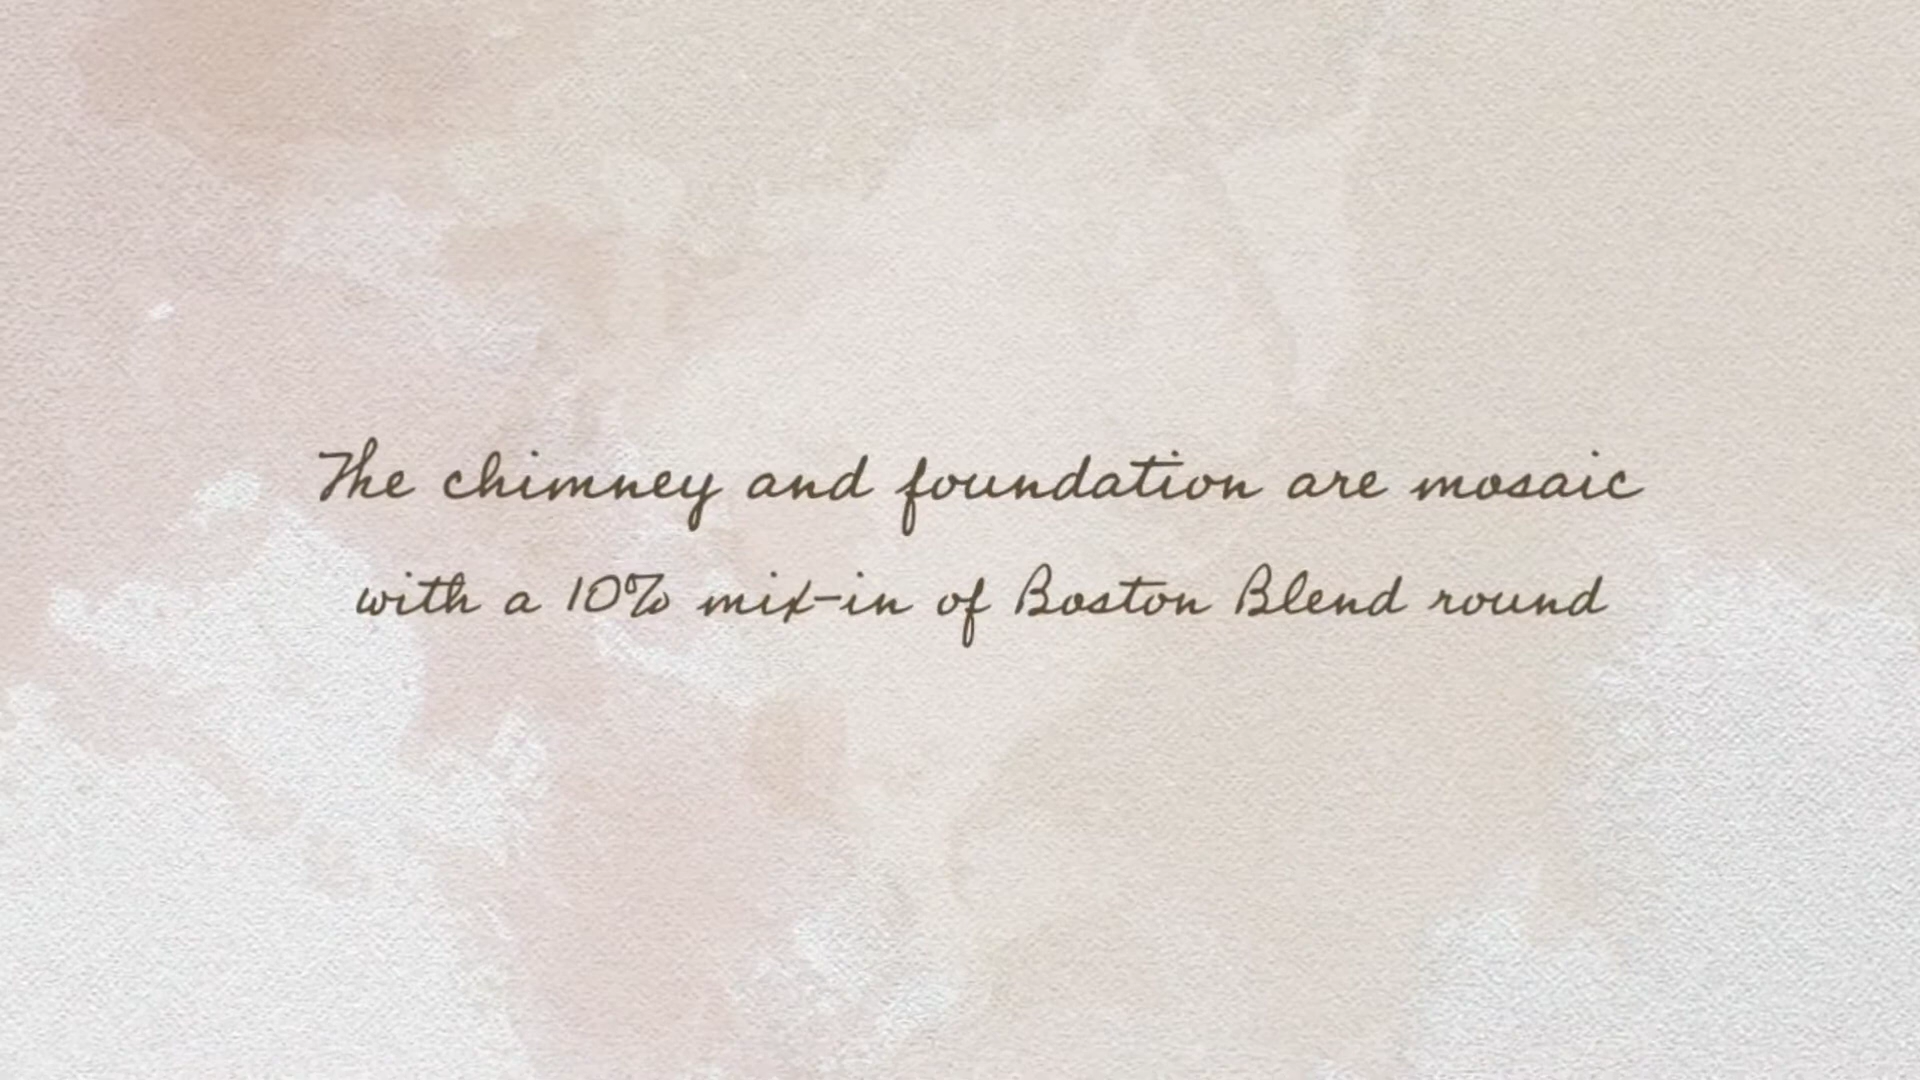 The chimney and foundation are mosaic
with a 10% mix-in of Boston Blend round